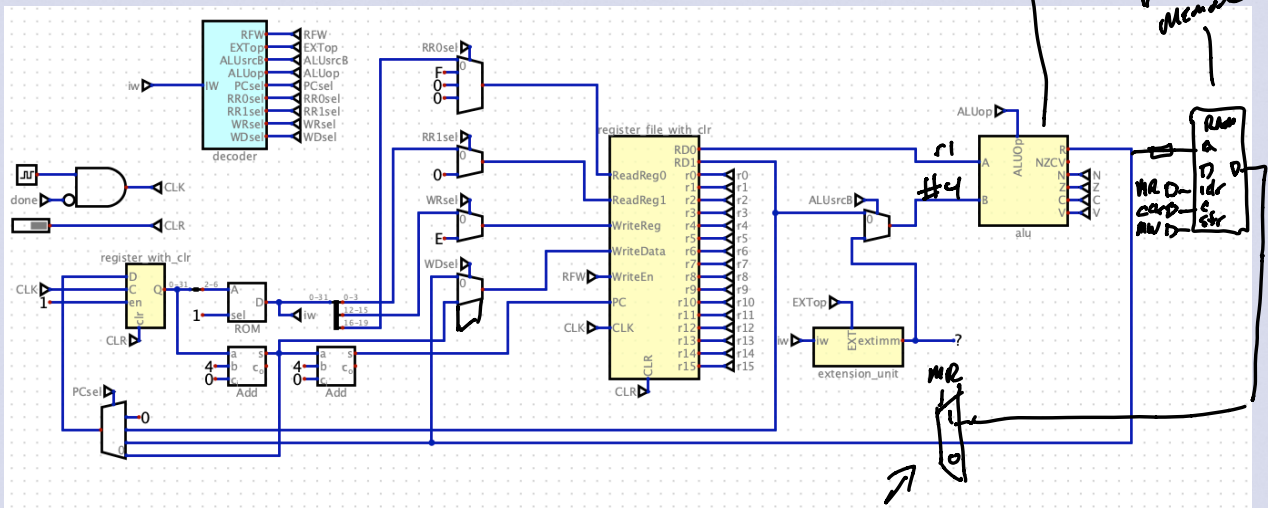 Memo
RFW RFW
EXTop EXTop
ALUsrcB ALUsrcB
ALUop ALUop
iw IW PCsel PCsel
RR0sel RR0sel
RR1sel RR1sel
WRsel WRsel
WDsel WDsel
decoder
RR0sel
0
F
0
0
RR1sel
0
WRsel
0
E
WDsel
0
done
CLK
CLR
register_with_clr
CLK
1
CLR
D
C
en
Q
clr
0-31 2-6
A
D
1 sel
ROM
iw
0-31 0-3
12-15
16-19
4
0
a
b
c
s
Add
4
0
a
b
c
s
Add
PCsel
0
0
register_file_with_clr
RD0
RD1
ReadReg0
ReadReg1
WriteReg
WriteData
RFW WriteEn
PC
CLK CLK
CLR
CLR
r0 r0
r1 r1
r2 r2
r3 r3
r4 r4
r5 r5
r6 r6
r7 r7
r8 r8
r9 r9
r10 r10
r11 r11
r12 r12
r13 r13
r14 r14
r15 r15
r1
#4
ALUsrcB
0
EXTop
iw iw EXT extimm ?
extension_unit
ALUop
ALUOp
A
B
R
NZCV
N N
Z Z
C C
V V
alu
RAM
D D
MR ldr
str
MW
MR
1
0